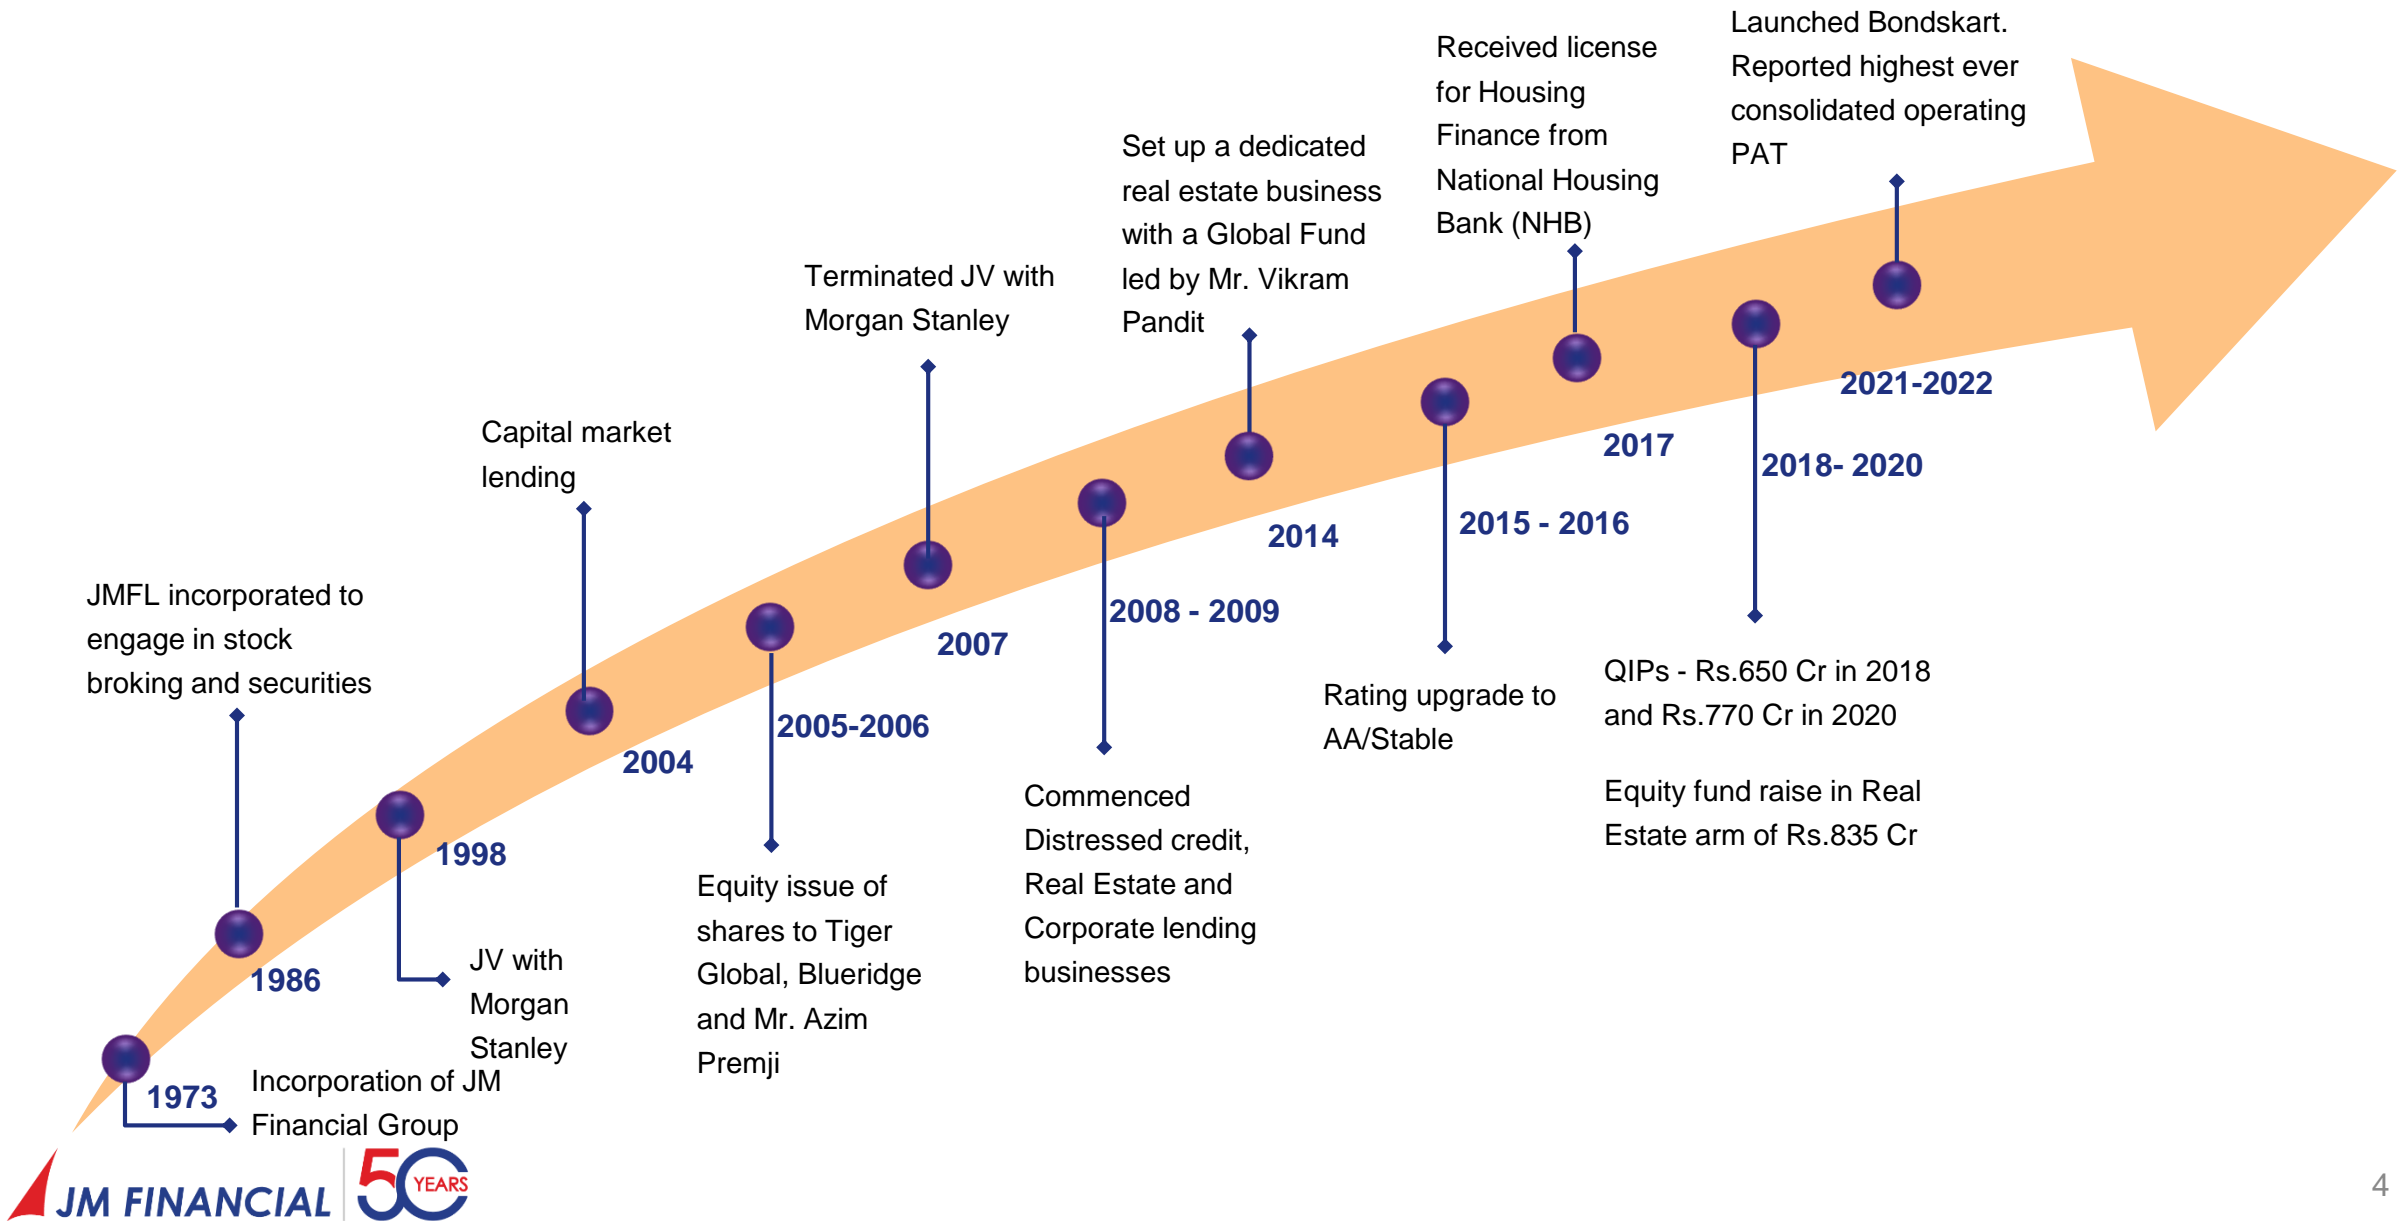 Launched Bondskart.
Reported highest ever
consolidated operating
PAT
Received license
for Housing
Finance from
National Housing
Bank (NHB)
Set up a dedicated
real estate business
with a Global Fund
led by Mr. Vikram
Pandit
Terminated JV with
Morgan Stanley
Capital market
lending
JMFL incorporated to
engage in stock
broking and securities
2021-2022
2017
2018- 2020
2015 - 2016
2014
2008 - 2009
2007
2005-2006
2004
1998
1986
1973
Incorporation of JM
Financial Group
JV with
Morgan
Stanley
Equity issue of
shares to Tiger
Global, Blueridge
and Mr. Azim
Premji
Commenced
Distressed credit,
Real Estate and
Corporate lending
businesses
Rating upgrade to
AA/Stable
QIPs - Rs.650 Cr in 2018
and Rs.770 Cr in 2020
Equity fund raise in Real
Estate arm of Rs.835 Cr
JM FINANCIAL
50 YEARS
4